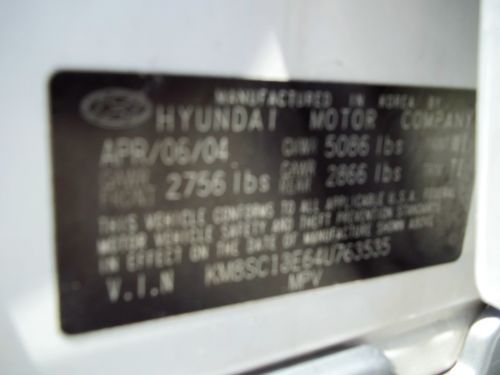 MANUFACTURED IN KOREA BY
HYUNDAI MOTOR COMPANY
APR/06/04 GVWR 5086 lbs
GAWR FRONT 2756 lbs GAWR REAR 2866 lbs
THIS VEHICLE CONFORMS TO ALL APPLICABLE U.S.A. FEDERAL
MOTOR VEHICLE SAFETY AND THEFT PREVENTION STANDARDS
IN EFFECT ON THE DATE OF MANUFACTURE SHOWN ABOVE
V.I.N KM8SC13E64U763535
MPV